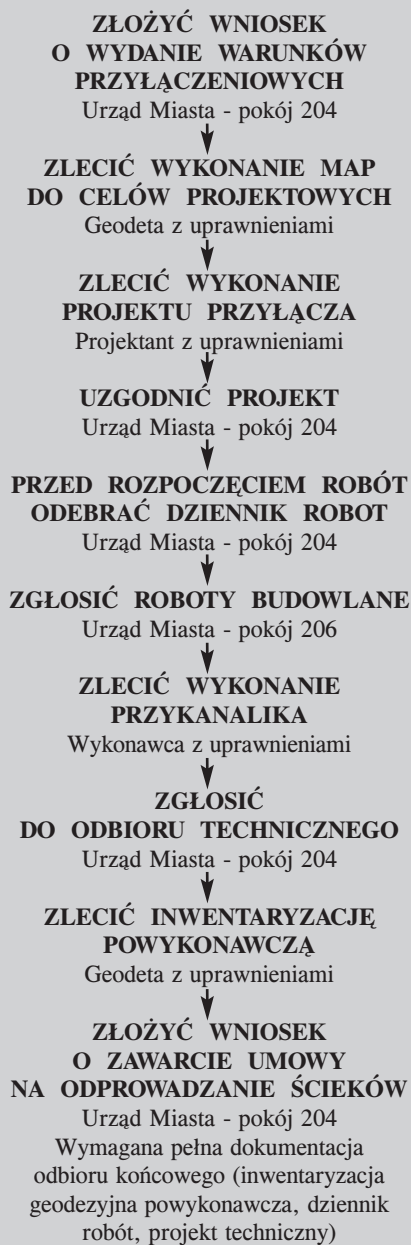 ZŁOŻYĆ WNIOSEK
O WYDANIE WARUNKÓW
PRZYŁĄCZENIOWYCH
Urząd Miasta - pokój 204
ZLECIĆ WYKONANIE MAP
DO CELÓW PROJEKTOWYCH
Geodeta z uprawnieniami
ZLECIĆ WYKONANIE
PROJEKTU PRZYŁĄCZA
Projektant z uprawnieniami
UZGODNIĆ PROJEKT
Urząd Miasta - pokój 204
PRZED ROZPOCZĘCIEM ROBÓT
ODEBRAĆ DZIENNIK ROBOT
Urząd Miasta - pokój 204
ZGŁOSIĆ ROBOTY BUDOWLANE
Urząd Miasta - pokój 206
ZLECIĆ WYKONANIE
PRZYKANALIKA
Wykonawca z uprawnieniami
ZGŁOSIĆ
DO ODBIORU TECHNICZNEGO
Urząd Miasta - pokój 204
ZLECIĆ INWENTARYZACJĘ
POWYKONAWCZĄ
Geodeta z uprawnieniami
ZŁOŻYĆ WNIOSEK
O ZAWARCIE UMOWY
NA ODPROWADZANIE ŚCIEKÓW
Urząd Miasta - pokój 204
Wymagana pełna dokumentacja
odbioru końcowego (inwentaryzacja
geodezyjna powykonawcza, dziennik
robót, projekt techniczny)